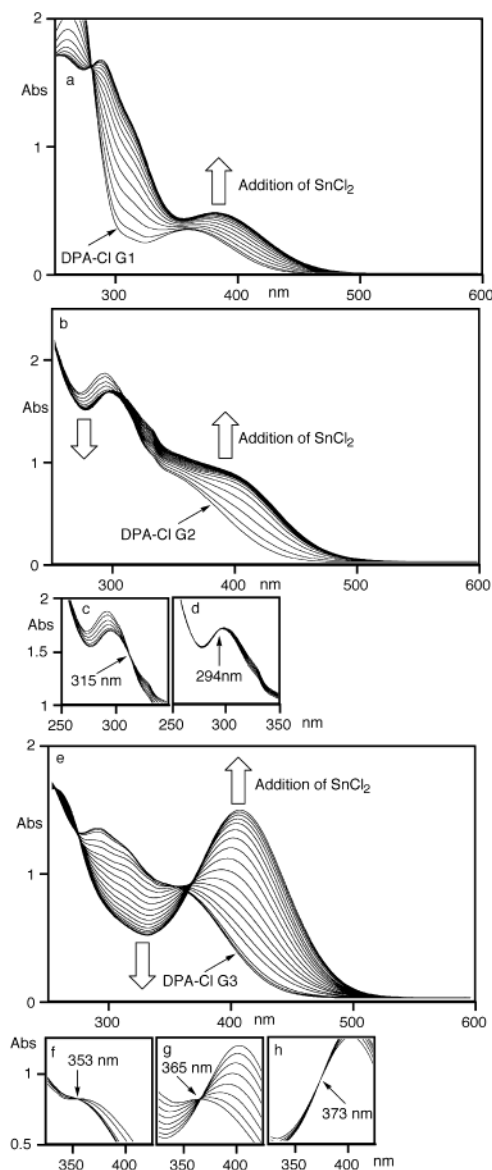 2
a
Abs
1
Addition of SnCl2
DPA-Cl G1
0
300 nm 400 500 600
b
2
Abs
Addition of SnCl2
1
DPA-Cl G2
0
300 400 nm 500 600
2
c
d
Abs
1.5
315 nm
294nm
1
250 300 250 300 350 nm
2
e
Addition of SnCl2
Abs
1
DPA-Cl G3
0
300 400 nm 500 600
Abs
f
353 nm
g
365 nm
h
1
373 nm
0.5
350 400 350 400 350 400 nm